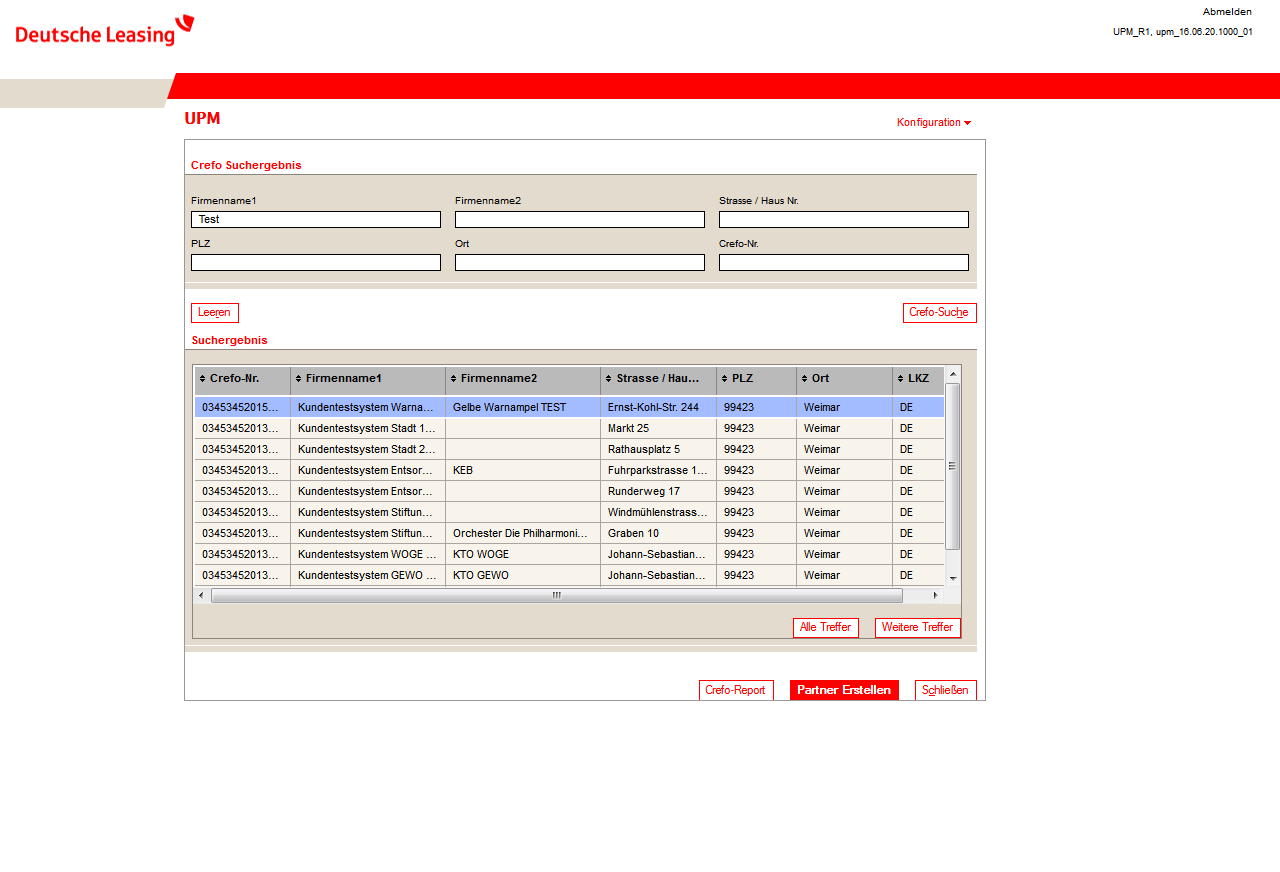 Deutsche Leasing
Abmelden
UPM_R1, upm_16.06.20.1000_01
UPM
Konfiguration
Crefo Suchergebnis
Firmenname1 Firmenname2 Strasse / Haus Nr.
Test
PLZ Ort Crefo-Nr.
Leeren Crefo-Suche
Suchergebnis
Crefo-Nr. Firmenname1 Firmenname2 Strasse / Hau... PLZ Ort LKZ
03453452015... Kundentestsystem Warna... Gelbe Warnampel TEST Ernst-Kohl-Str. 244 99423 Weimar DE
03453452013... Kundentestsystem Stadt 1... Markt 25 99423 Weimar DE
03453452013... Kundentestsystem Stadt 2... Rathausplatz 5 99423 Weimar DE
03453452013... Kundentestsystem Entsor... KEB Fuhrparkstrasse 1... 99423 Weimar DE
03453452013... Kundentestsystem Entsor... Runderweg 17 99423 Weimar DE
03453452013... Kundentestsystem Stiftun... Windmühlenstrass... 99423 Weimar DE
03453452013... Kundentestsystem Stiftun... Orchester Die Philharmoni... Graben 10 99423 Weimar DE
03453452013... Kundentestsystem WOGE ... KTO WOGE Johann-Sebastian... 99423 Weimar DE
03453452013... Kundentestsystem GEWO ... KTO GEWO Johann-Sebastian... 99423 Weimar DE
Alle Treffer Weitere Treffer
Crefo-Report Partner Erstellen Schließen